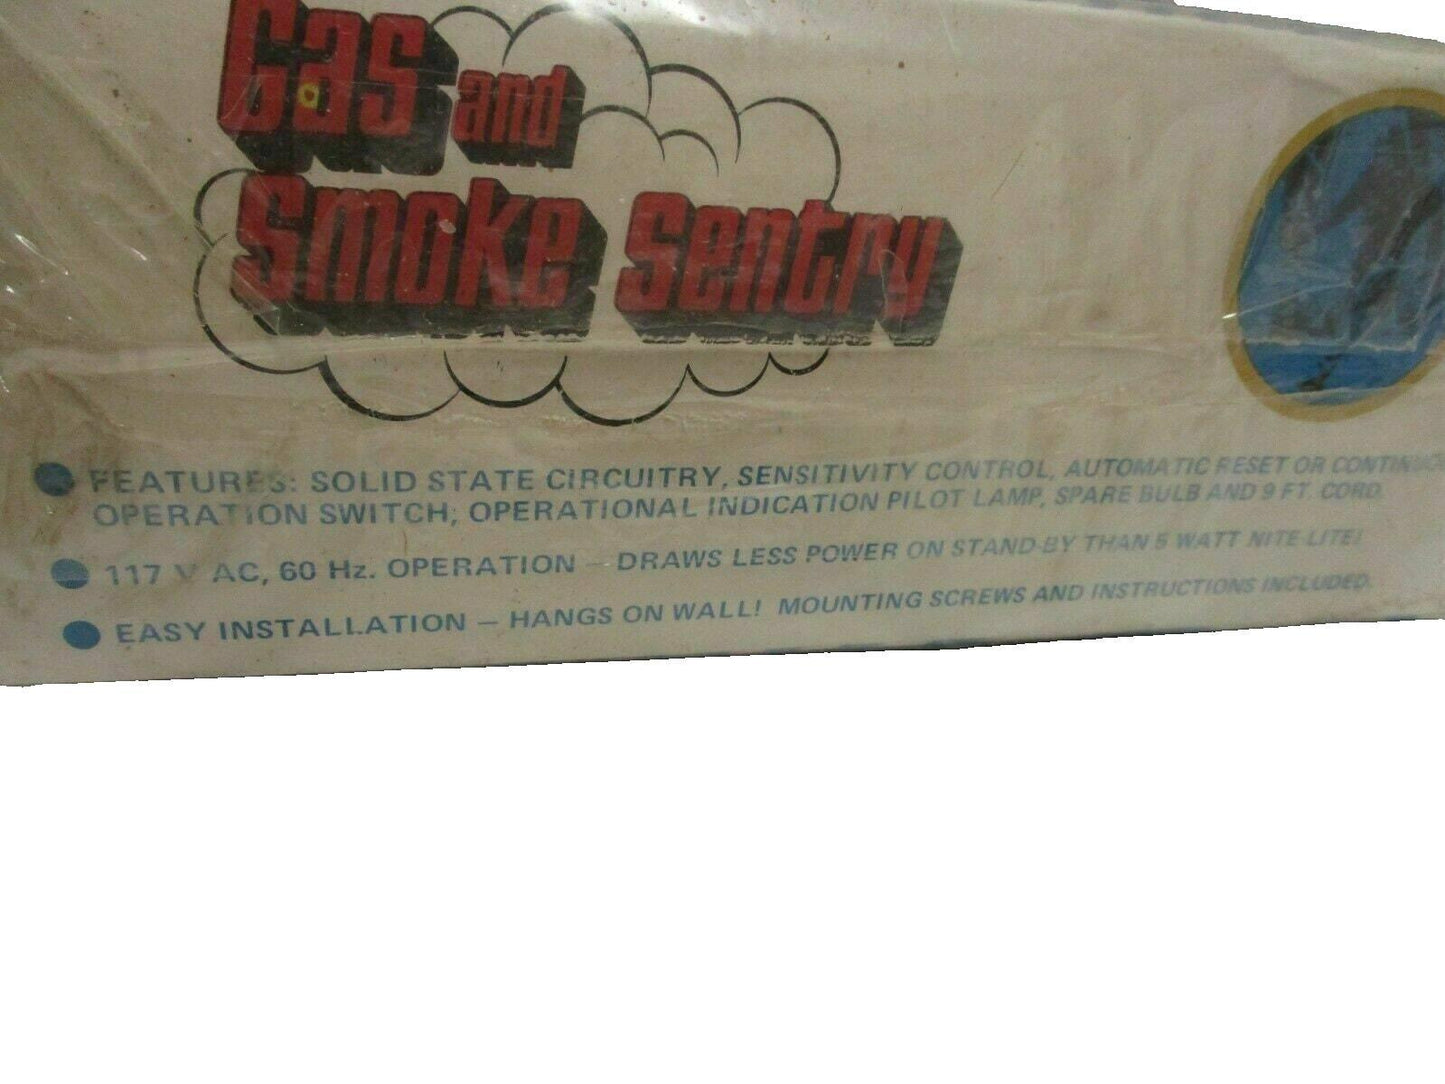 Gas and
Smoke Sentry
FEATURES: SOLID STATE CIRCUITRY, SENSITIVITY CONTROL, AUTOMATIC RESET OR
OPERATION SWITCH; OPERATIONAL INDICATION PILOT LAMP, SPARE BULB AND 9 FT. CORD.
117 V AC, 60 Hz. OPERATION — DRAWS LESS POWER ON STAND-BY THAN 5 WATT NITE LITE!
EASY INSTALLATION — HANGS ON WALL! MOUNTING SCREWS AND INSTRUCTIONS INCLUDED.